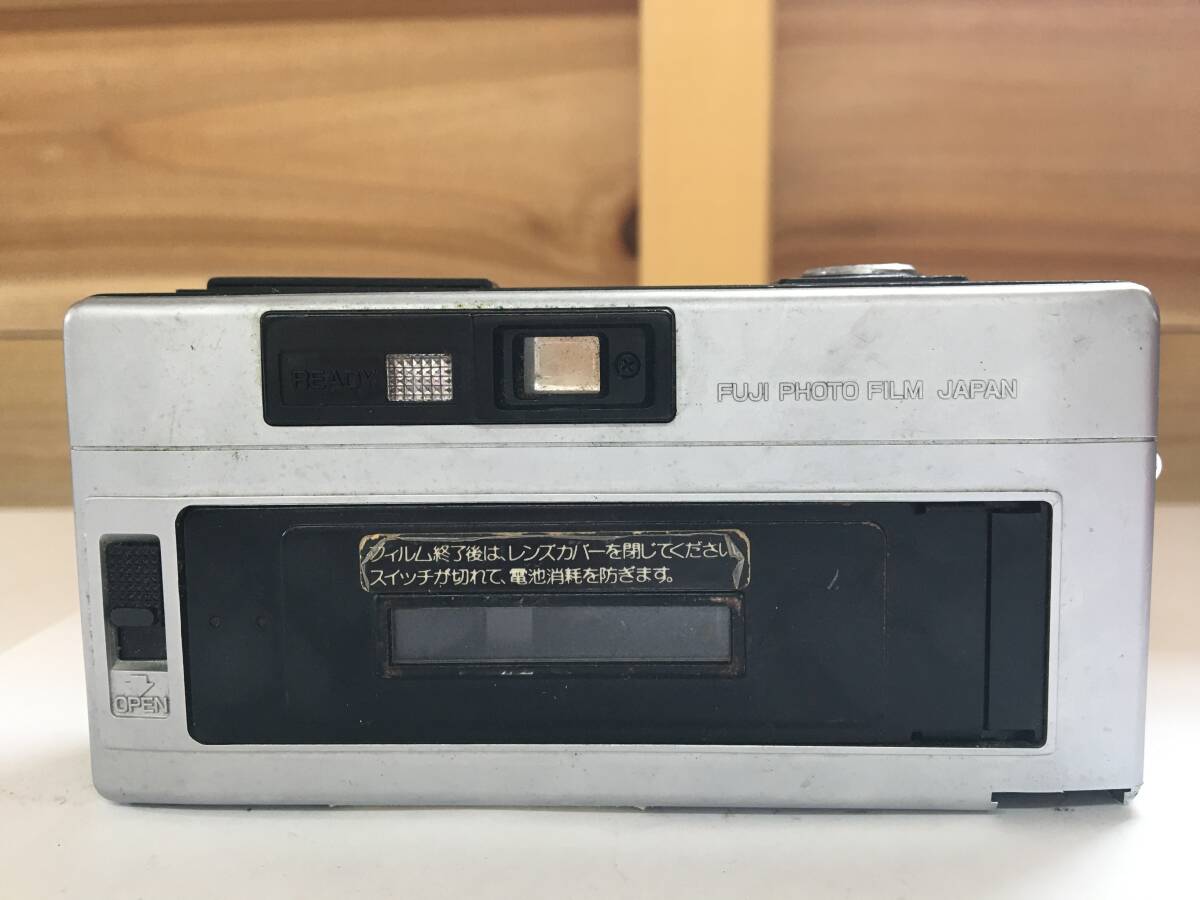 READY
FUJI PHOTO FILM JAPAN
フィルム終了後は、レンズカバーを閉じてください
スイッチが切れて、電池消耗を防ぎます。
OPEN